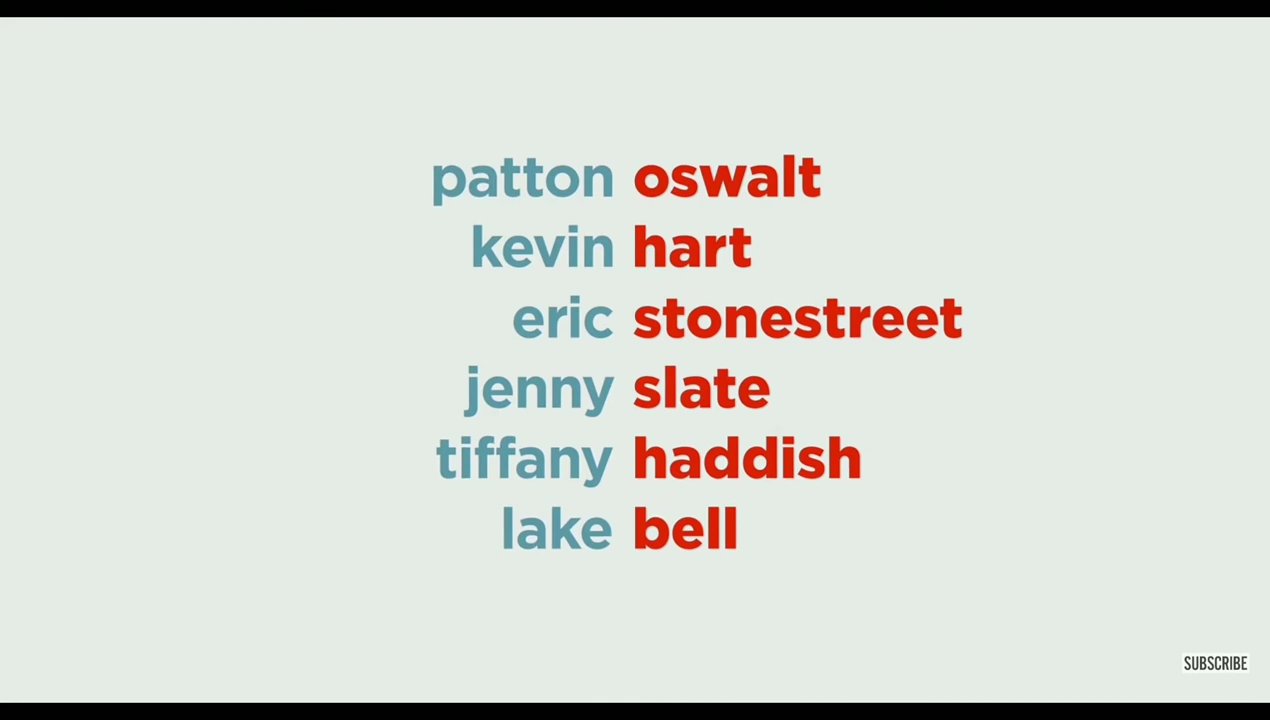 patton oswalt
kevin hart
eric stonestreet
jenny slate
tiffany haddish
lake bell
SUBSCRIBE